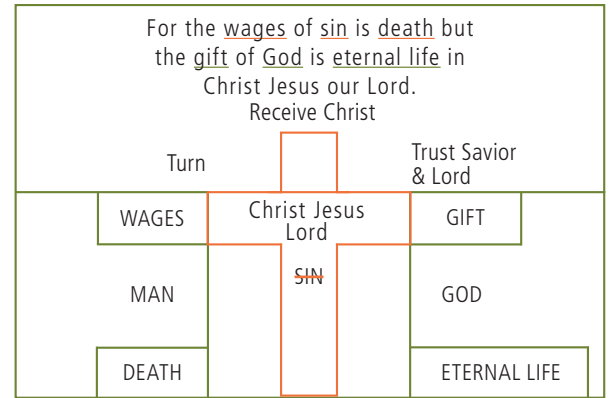 For the wages of sin is death but
the gift of God is eternal life in
Christ Jesus our Lord.
Receive Christ
Turn
Trust Savior
& Lord
WAGES
Christ Jesus
Lord
GIFT
SIN
MAN
GOD
DEATH
ETERNAL LIFE